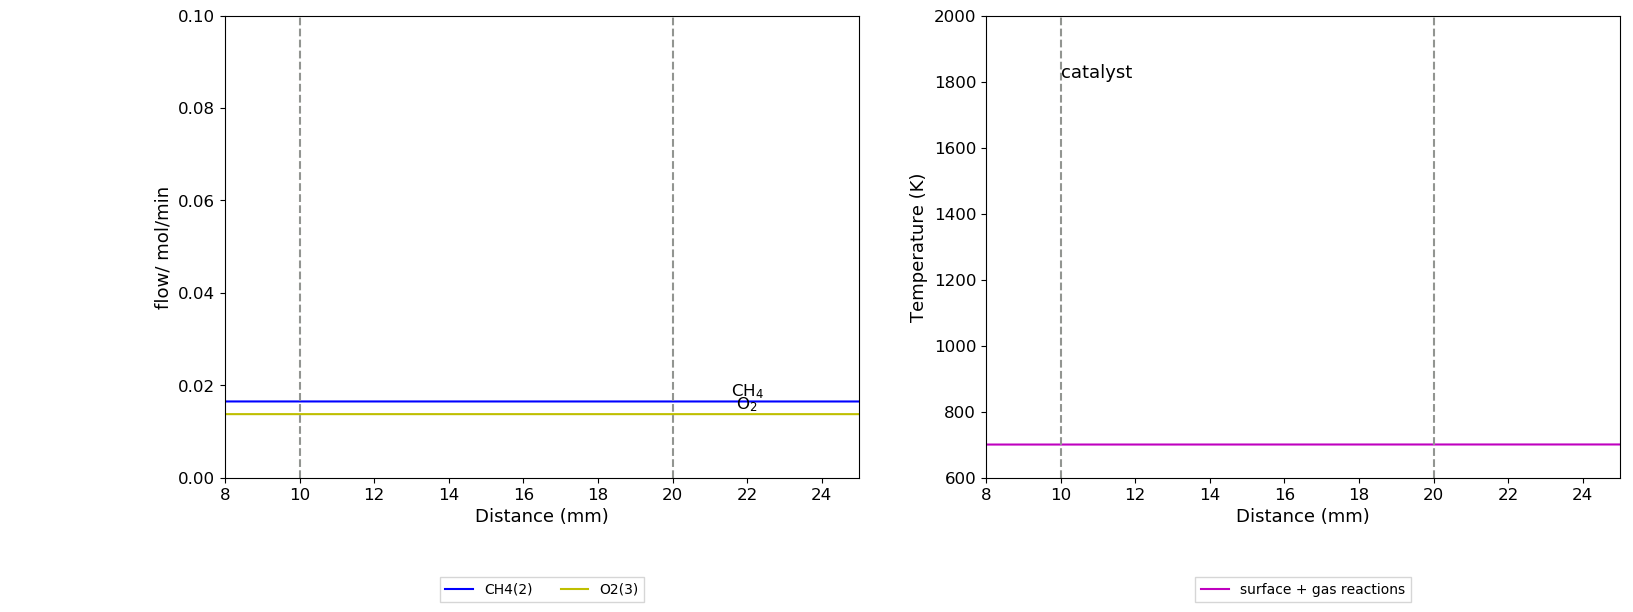 0.10
0.08
0.06
0.04
0.02
0.00
flow/ mol/min
CH₄
O₂
8 10 12 14 16 18 20 22 24
Distance (mm)
CH4(2) O2(3)
2000
1800
1600
1400
1200
1000
800
600
Temperature (K)
catalyst
8 10 12 14 16 18 20 22 24
Distance (mm)
surface + gas reactions